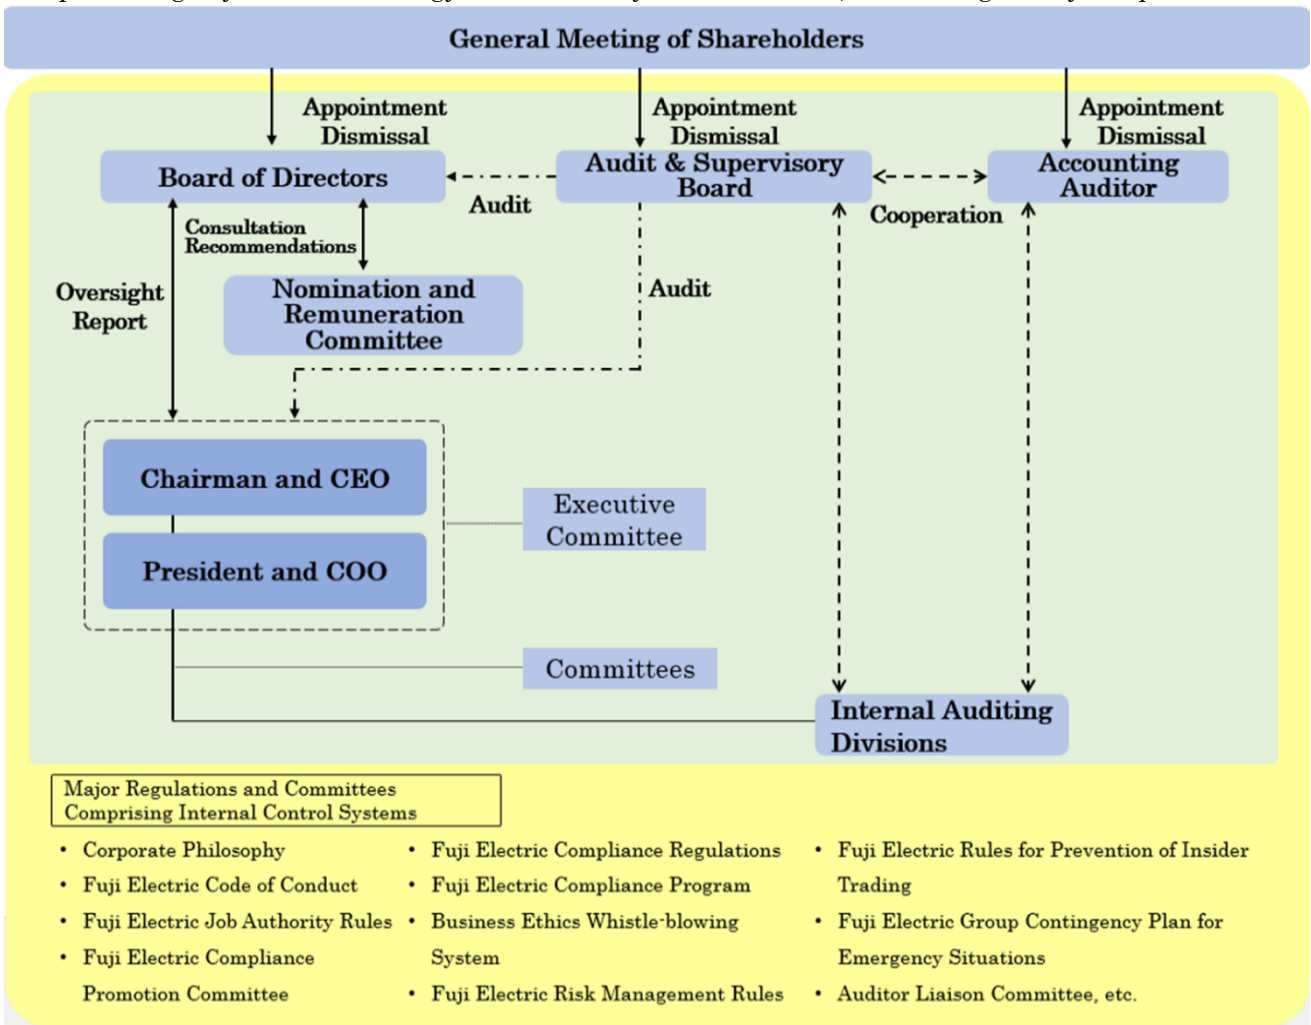 General Meeting of Shareholders
Appointment
Dismissal
Appointment
Dismissal
Appointment
Dismissal
Board of Directors
Audit & Supervisory
Board
Accounting
Auditor
Audit
Cooperation
Consultation
Recommendations
Oversight
Report
Nomination and
Remuneration
Committee
Audit
Chairman and CEO
President and COO
Executive
Committee
Committees
Internal Auditing
Divisions
Major Regulations and Committees
Comprising Internal Control Systems
• Corporate Philosophy
• Fuji Electric Code of Conduct
• Fuji Electric Job Authority Rules
• Fuji Electric Compliance
Promotion Committee
• Fuji Electric Compliance Regulations
• Fuji Electric Compliance Program
• Business Ethics Whistle-blowing
System
• Fuji Electric Risk Management Rules
• Fuji Electric Rules for Prevention of Insider
Trading
• Fuji Electric Group Contingency Plan for
Emergency Situations
• Auditor Liaison Committee, etc.